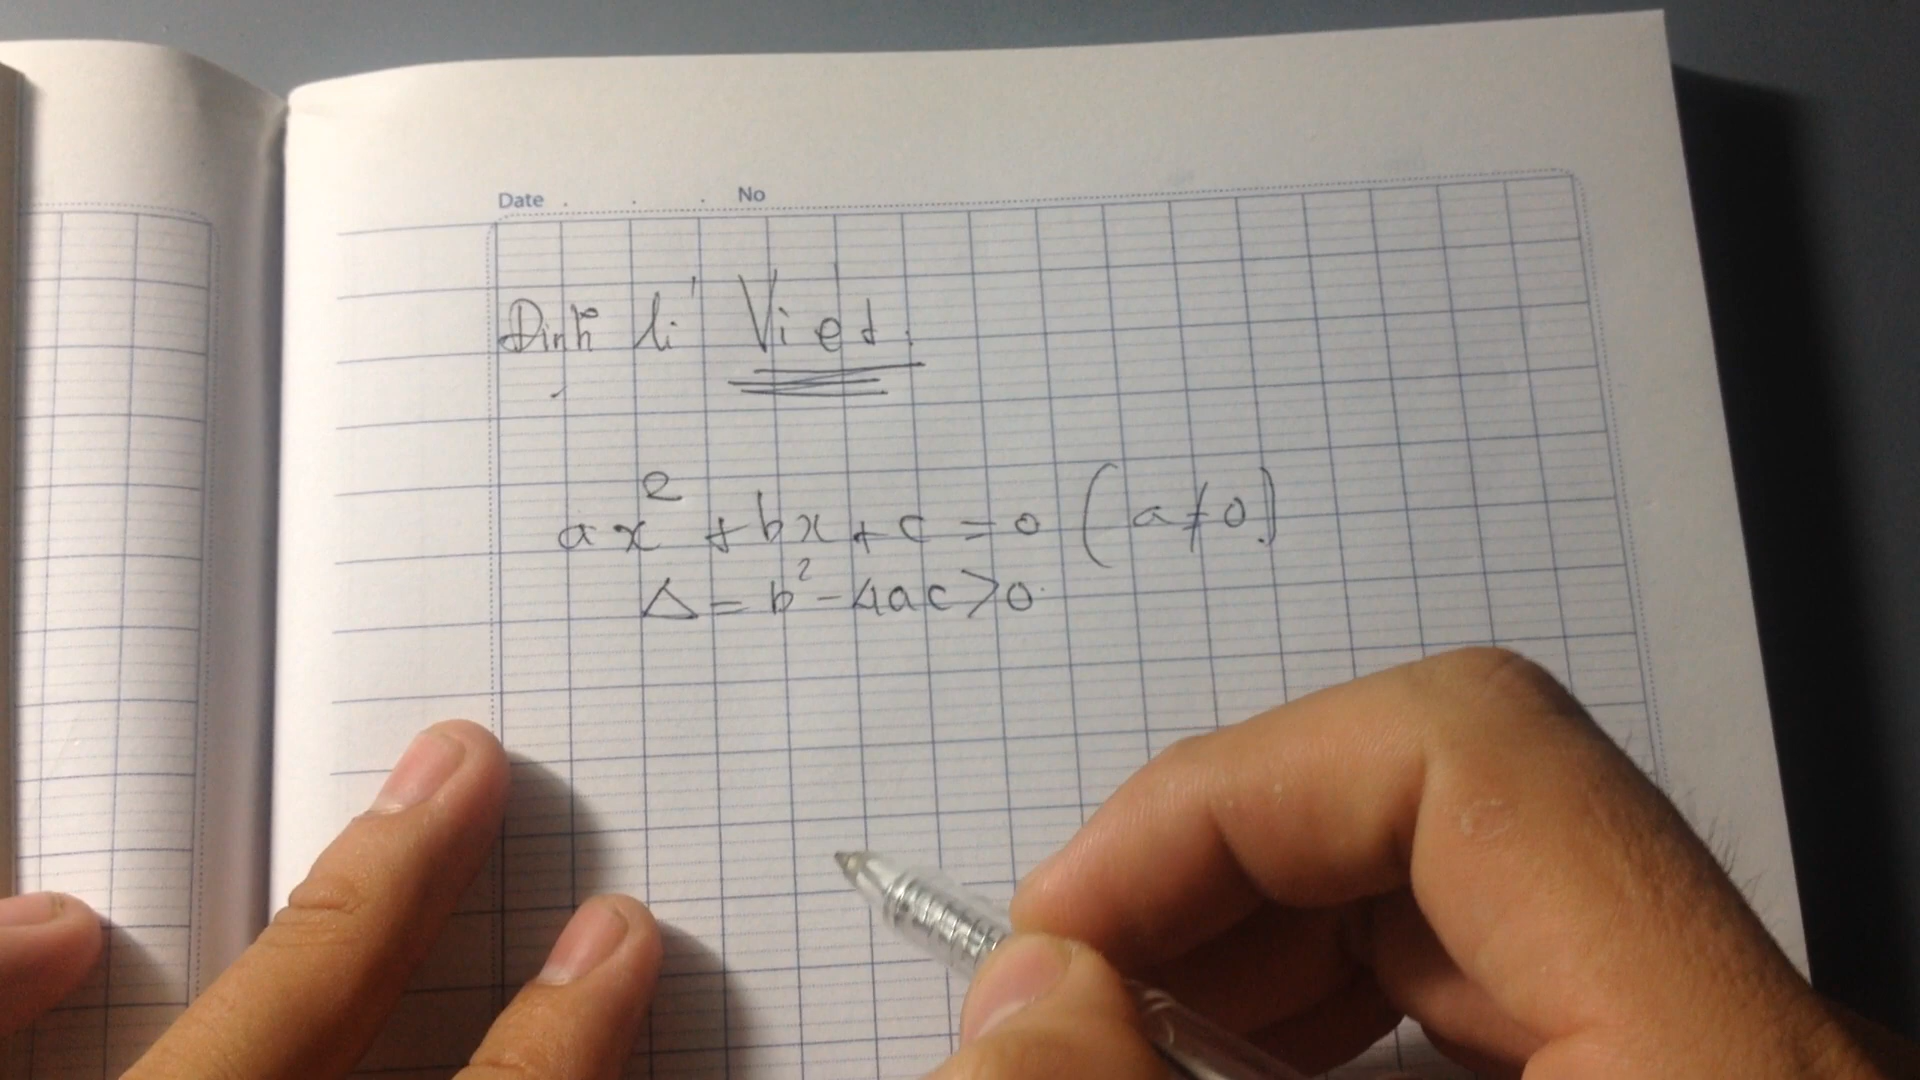 Date . . . No
Định lí Viet.
ax² + bx + c = 0 (a ≠ 0)
Δ = b² - 4ac > 0